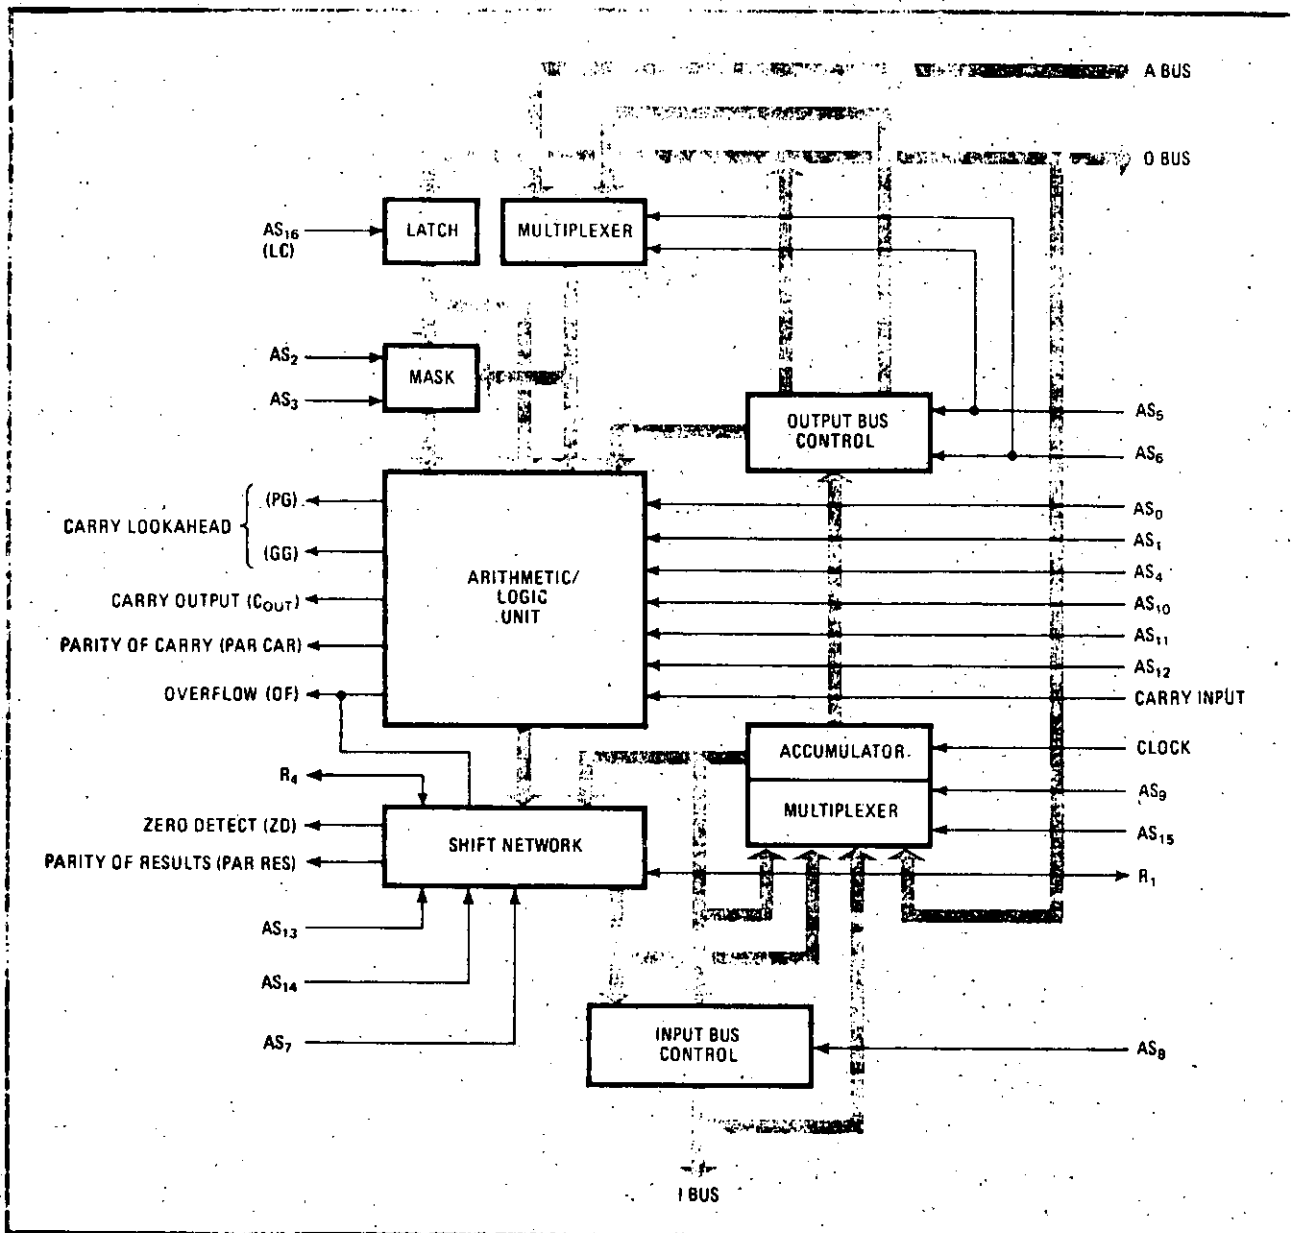 A BUS
O BUS
AS16
(LC)
LATCH
MULTIPLEXER
AS2
MASK
AS3
OUTPUT BUS
CONTROL
AS5
AS6
CARRY LOOKAHEAD
(PG)
(GG)
ARITHMETIC/
LOGIC
UNIT
AS0
AS1
AS4
CARRY OUTPUT (COUT)
AS10
PARITY OF CARRY (PAR CAR)
AS11
AS12
OVERFLOW (OF)
CARRY INPUT
ACCUMULATOR
CLOCK
R4
MULTIPLEXER
AS9
ZERO DETECT (ZD)
SHIFT NETWORK
AS15
PARITY OF RESULTS (PAR RES)
R1
AS13
AS14
AS7
INPUT BUS
CONTROL
AS8
I BUS